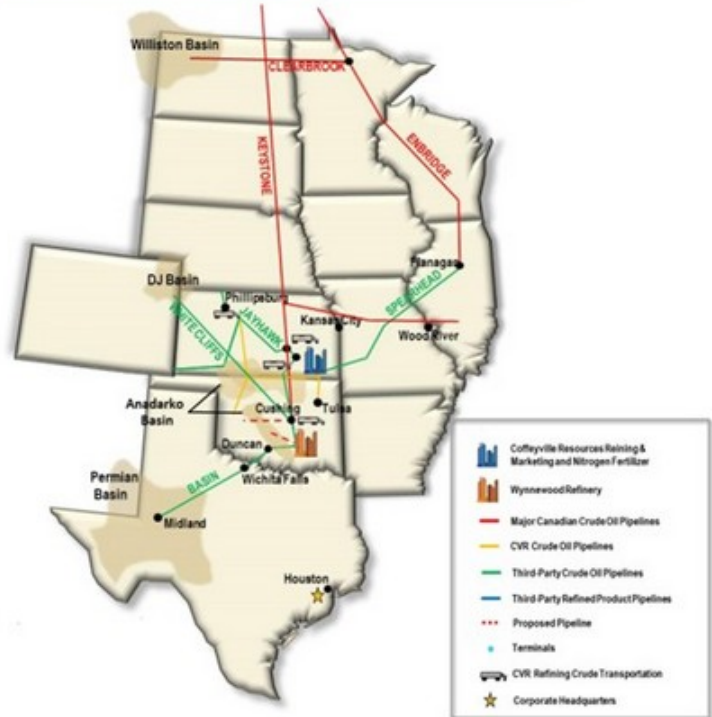 Williston Basin
CLEARBROOK
KEYSTONE
ENBRIDGE
Flanagan
DJ Basin
Phillipsburg
SPEARHEAD
JAYHAWK
WHITECLIFFS
Kansas City
Wood River
Anadarko
Basin
Cushing
Tulsa
Duncan
Permian
Basin
BASIN
Wichita Falls
Midland
Houston
Coffeyville Resources Reining &
Marketing and Nitrogen Fertilizer
Wynnewood Refinery
Major Canadian Crude Oil Pipelines
CVR Crude Oil Pipelines
Third-Party Crude Oil Pipelines
Third-Party Refined Product Pipelines
Proposed Pipeline
Terminals
CVR Refining Crude Transportation
Corporate Headquarters